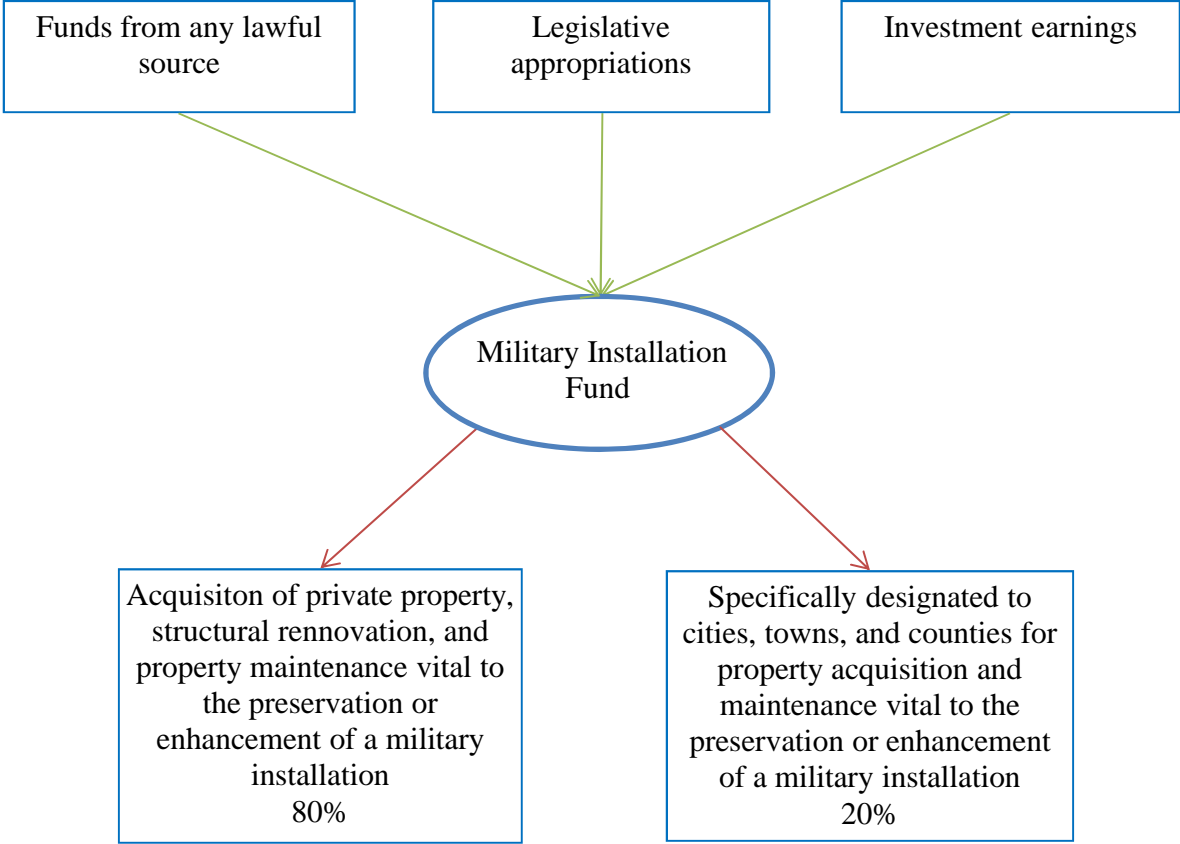 Funds from any lawful
source
Legislative
appropriations
Investment earnings
Military Installation
Fund
Acquisiton of private property,
structural rennovation, and
property maintenance vital to
the preservation or
enhancement of a military
installation
80%
Specifically designated to
cities, towns, and counties for
property acquisition and
maintenance vital to the
preservation or enhancement
of a military installation
20%